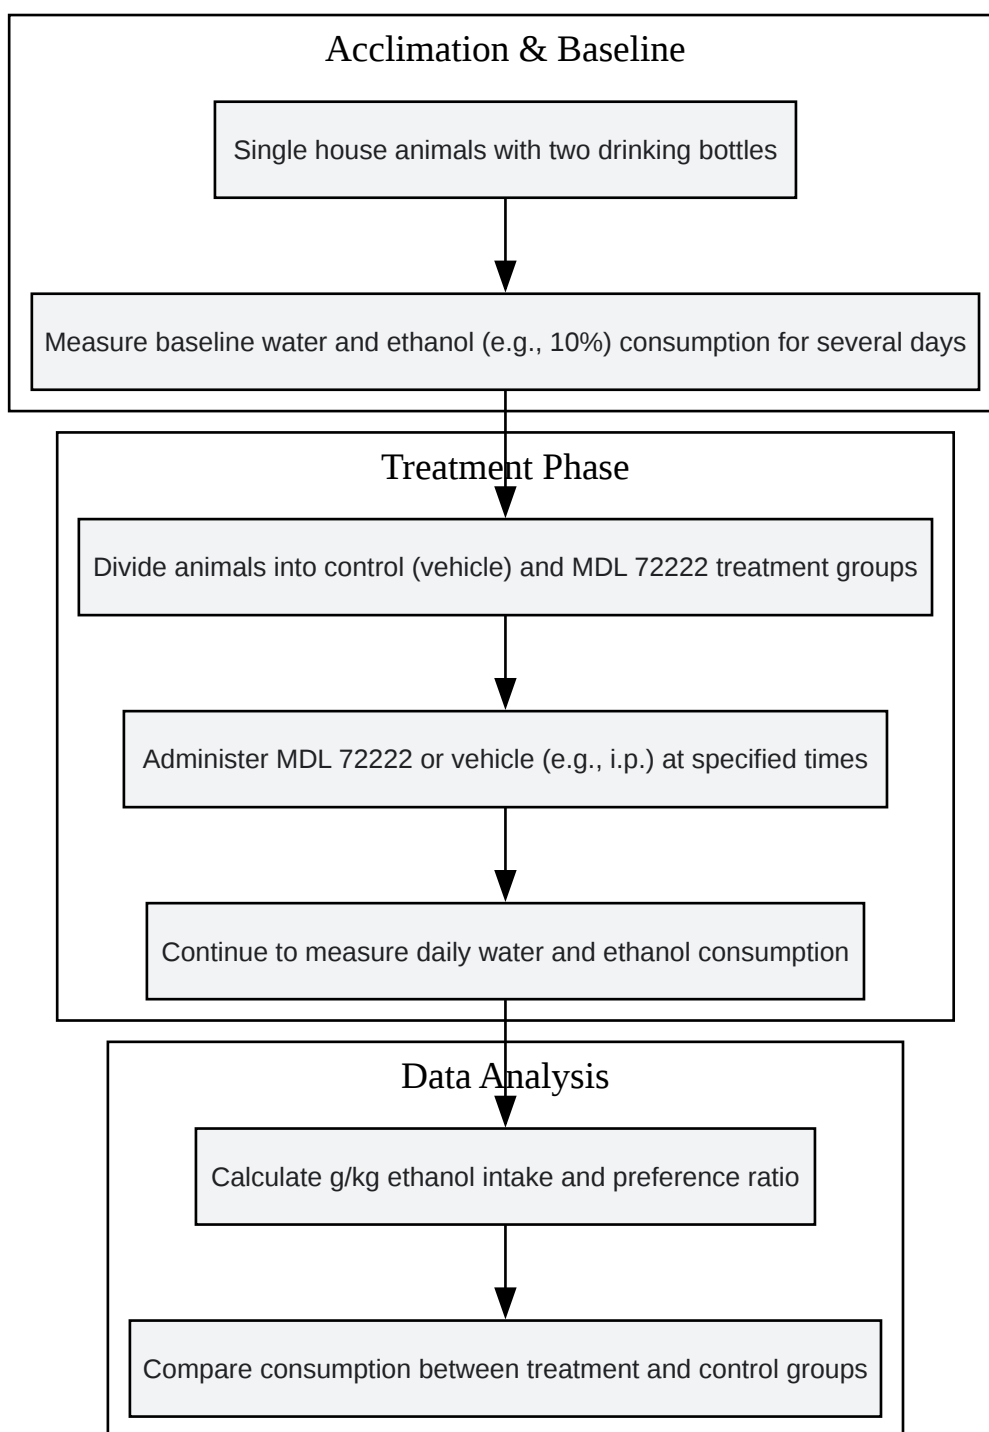 Acclimation & Baseline
Single house animals with two drinking bottles
Measure baseline water and ethanol (e.g., 10%) consumption for several days
Treatment Phase
Divide animals into control (vehicle) and MDL 72222 treatment groups
Administer MDL 72222 or vehicle (e.g., i.p.) at specified times
Continue to measure daily water and ethanol consumption
Data Analysis
Calculate g/kg ethanol intake and preference ratio
Compare consumption between treatment and control groups